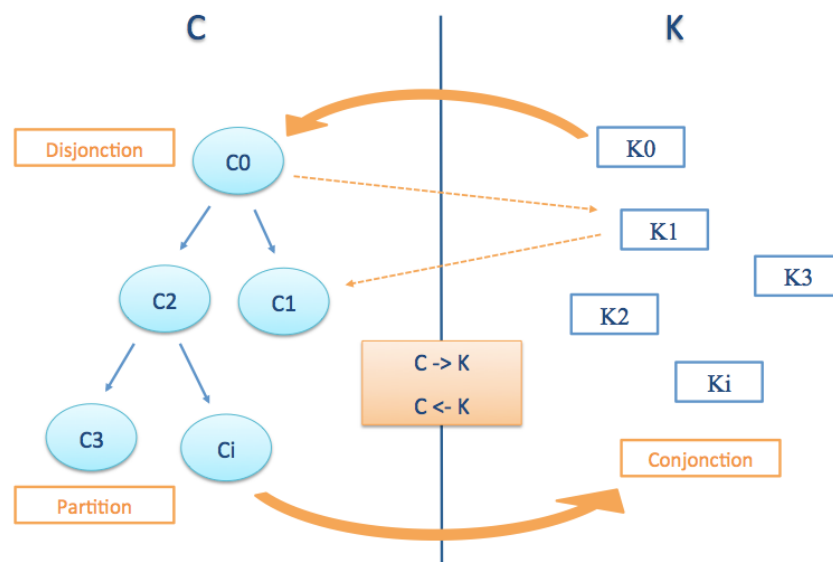 C
K
Disjonction
C0
K0
K1
C2
C1
K3
K2
C -> K
C <- K
Ki
C3
Ci
Conjonction
Partition